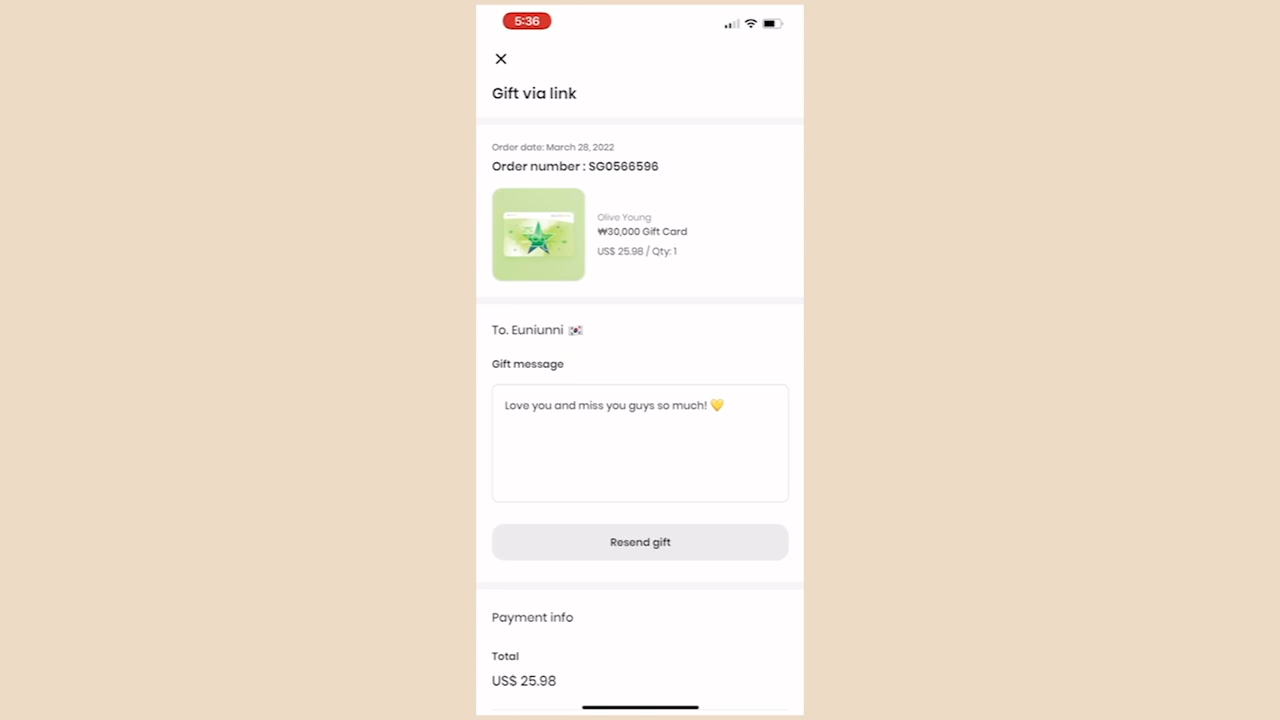 5:36
Gift via link
Order date: March 28, 2022
Order number : SG0566596
Olive Young
₩30,000 Gift Card
US$ 25.98 / Qty: 1
To. Euniunni 🇰🇷
Gift message
Love you and miss you guys so much! 💛
Resend gift
Payment info
Total
US$ 25.98